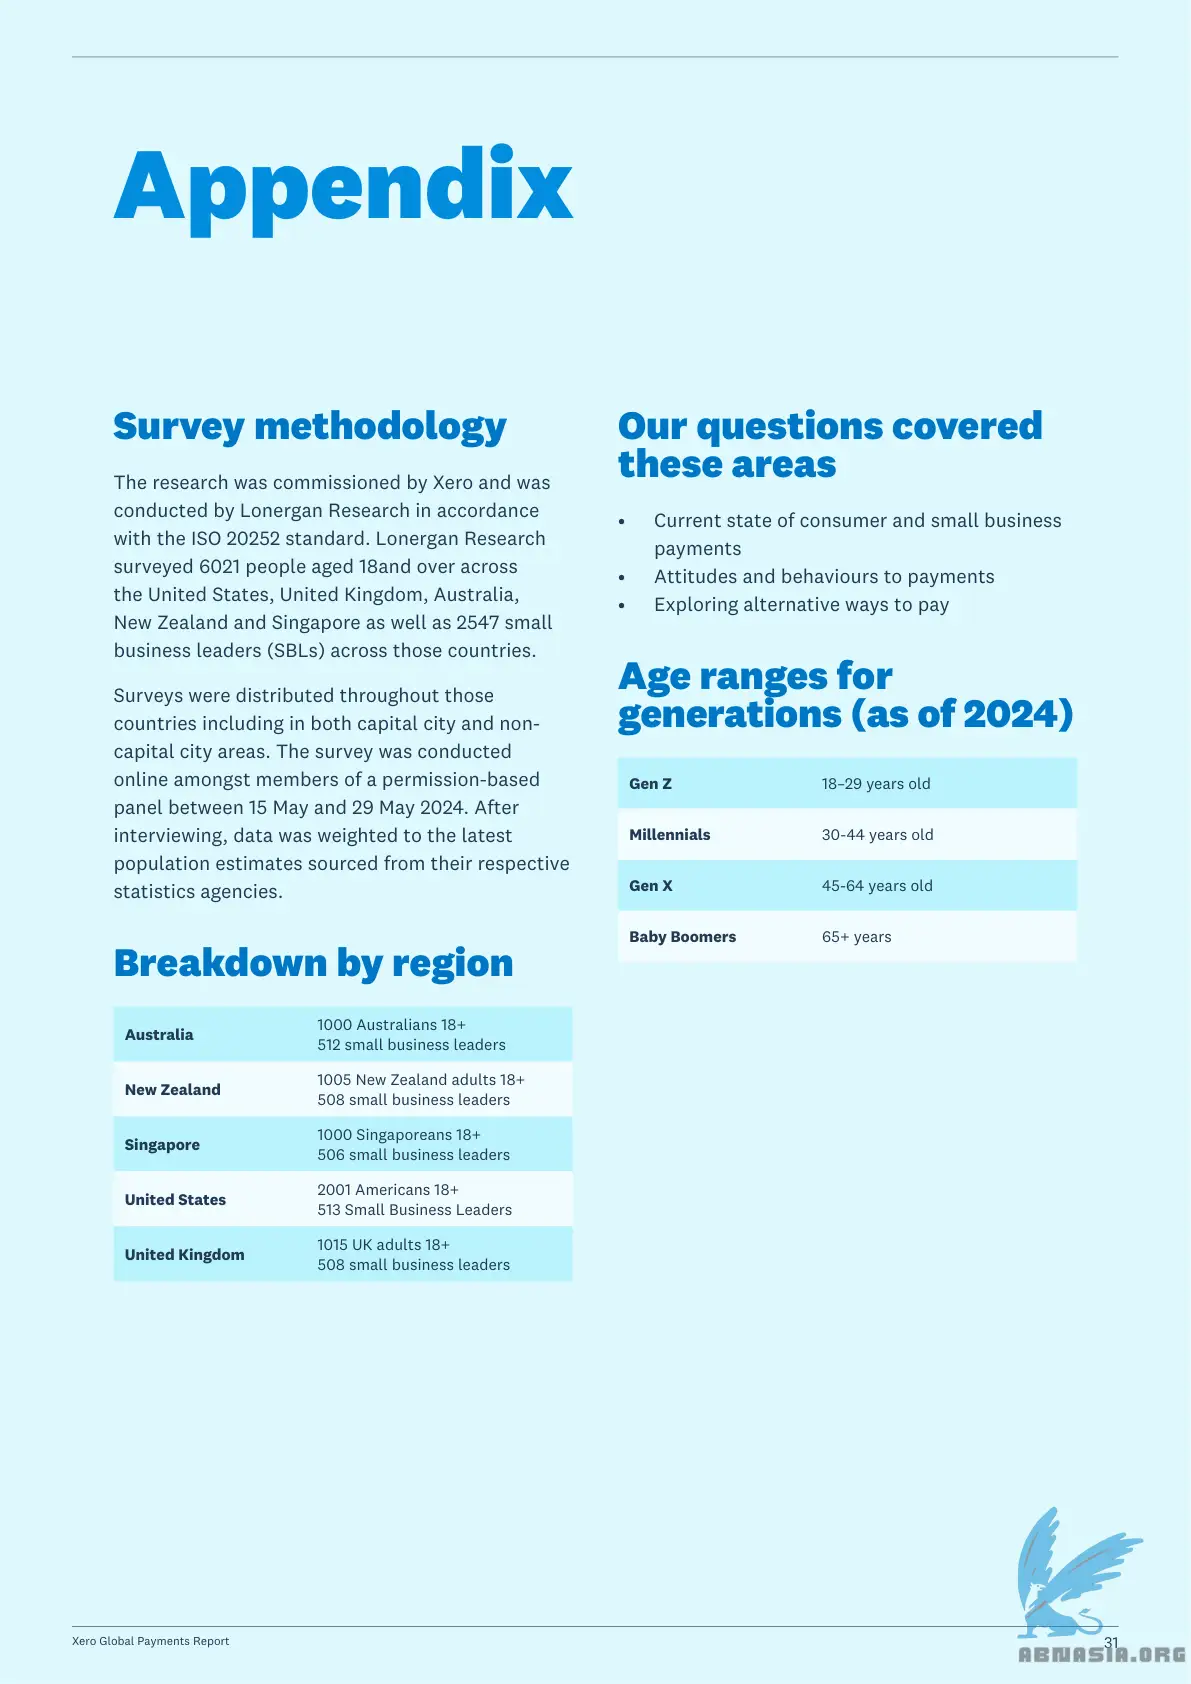 Appendix
Survey methodology
The research was commissioned by Xero and was
conducted by Lonergan Research in accordance
with the ISO 20252 standard. Lonergan Research
surveyed 6021 people aged 18and over across
the United States, United Kingdom, Australia,
New Zealand and Singapore as well as 2547 small
business leaders (SBLs) across those countries.
Surveys were distributed throughout those
countries including in both capital city and non-
capital city areas. The survey was conducted
online amongst members of a permission-based
panel between 15 May and 29 May 2024. After
interviewing, data was weighted to the latest
population estimates sourced from their respective
statistics agencies.
Breakdown by region
Australia
1000 Australians 18+
512 small business leaders
New Zealand
1005 New Zealand adults 18+
508 small business leaders
Singapore
1000 Singaporeans 18+
506 small business leaders
United States
2001 Americans 18+
513 Small Business Leaders
United Kingdom
1015 UK adults 18+
508 small business leaders
Our questions covered
these areas
• Current state of consumer and small business
payments
• Attitudes and behaviours to payments
• Exploring alternative ways to pay
Age ranges for
generations (as of 2024)
Gen Z 18–29 years old
Millennials 30-44 years old
Gen X 45-64 years old
Baby Boomers 65+ years
Xero Global Payments Report
31
ABNASIA.ORG